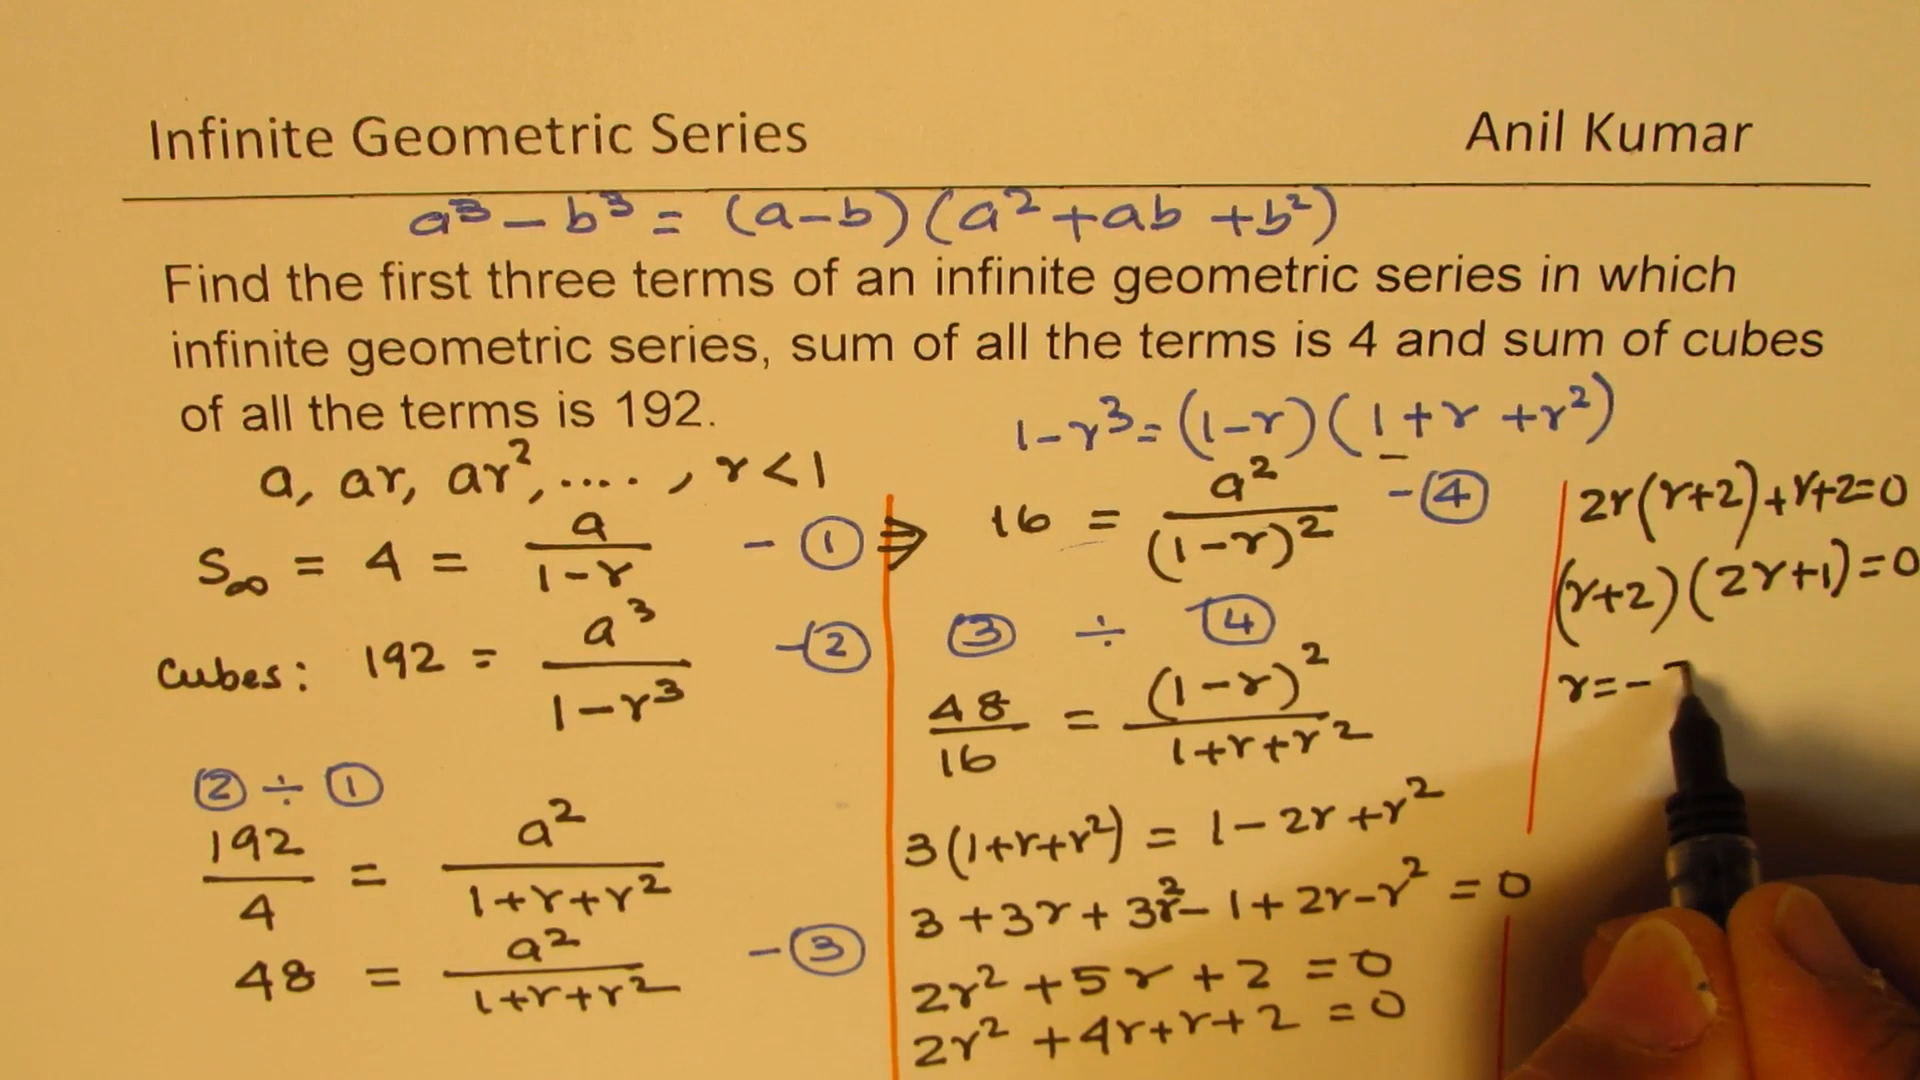 Infinite Geometric Series Anil Kumar
a³ - b³ = (a-b)(a² + ab + b²)
Find the first three terms of an infinite geometric series in which
infinite geometric series, sum of all the terms is 4 and sum of cubes
of all the terms is 192.
1 - r³ = (1-r)(1 + r + r²)
a, ar, ar², ...., r < 1
S∞ = 4 = a/(1-r) - ①
Cubes: 192 = a³/(1-r³) - ②
② ÷ ①
192/4 = a²/(1+r+r²)
48 = a²/(1+r+r²) - ③
⇒ 16 = a²/(1-r)² - ④
③ ÷ ④
48/16 = (1-r)²/(1+r+r²)
3(1+r+r²) = 1 - 2r + r²
3 + 3r + 3r² - 1 + 2r - r² = 0
2r² + 5r + 2 = 0
2r² + 4r + r + 2 = 0
2r(r+2) + r+2 = 0
(r+2)(2r+1) = 0
r = -